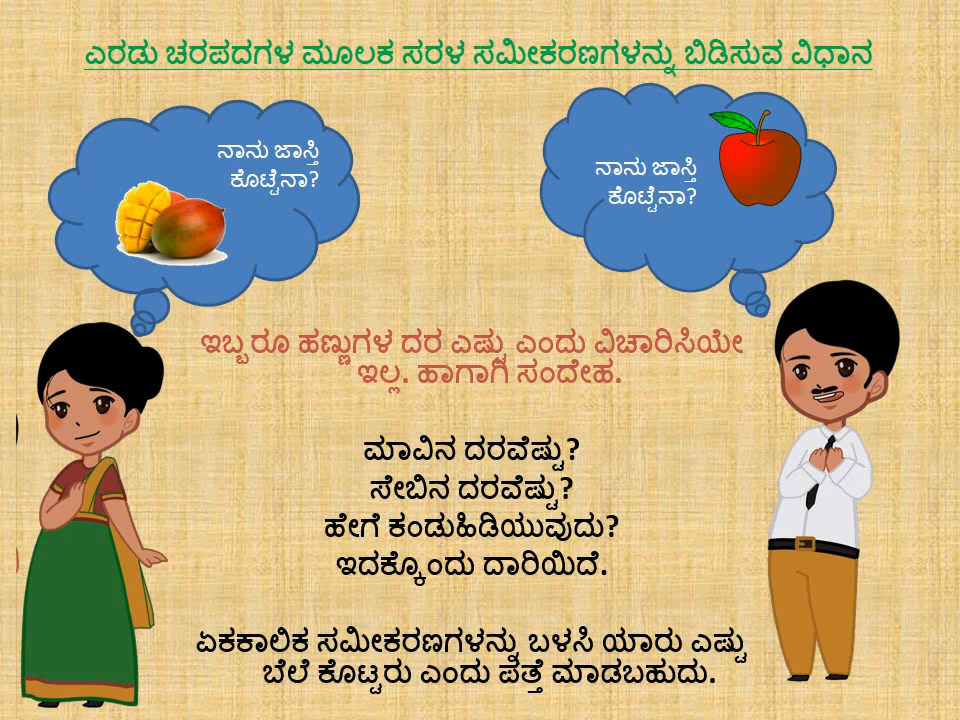 ಎರಡು ಚರಪದಗಳ ಮೂಲಕ ಸರಳ ಸಮೀಕರಣಗಳನ್ನು ಬಿಡಿಸುವ ವಿಧಾನ
ನಾನು ಜಾಸ್ತಿ
ಕೊಟ್ಟೆನಾ?
ನಾನು ಜಾಸ್ತಿ
ಕೊಟ್ಟೆನಾ?
ಇಬ್ಬರೂ ಹಣ್ಣುಗಳ ದರ ಎಷ್ಟು ಎಂದು ವಿಚಾರಿಸಿಯೇ
ಇಲ್ಲ. ಹಾಗಾಗಿ ಸಂದೇಹ.
ಮಾವಿನ ದರವೆಷ್ಟು?
ಸೇಬಿನ ದರವೆಷ್ಟು?
ಹೇಗೆ ಕಂಡುಹಿಡಿಯುವುದು?
ಇದಕ್ಕೊಂದು ದಾರಿಯಿದೆ.
ಏಕಕಾಲಿಕ ಸಮೀಕರಣಗಳನ್ನು ಬಳಸಿ ಯಾರು ಎಷ್ಟು
ಬೆಲೆ ಕೊಟ್ಟರು ಎಂದು ಪತ್ತೆ ಮಾಡಬಹುದು.